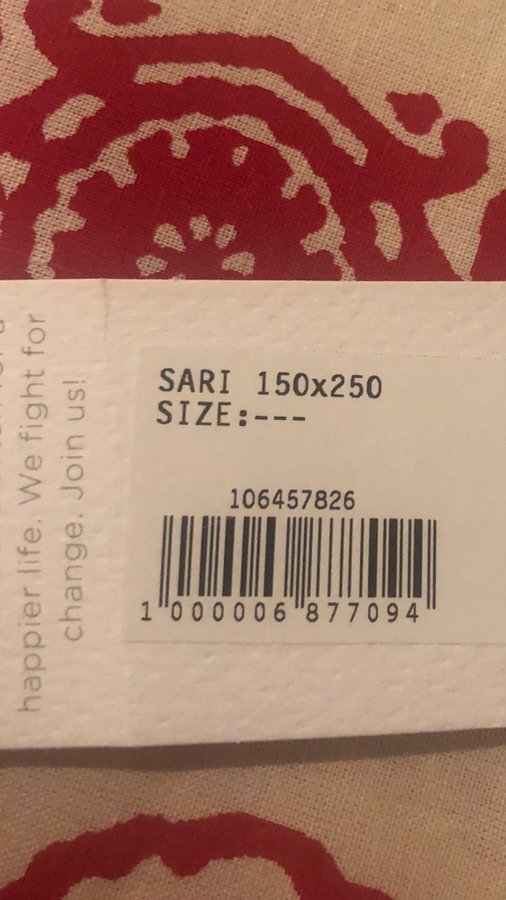 SARI 150x250
SIZE:---
106457826
1 000006 877094
happier life. We fight for
change. Join us!